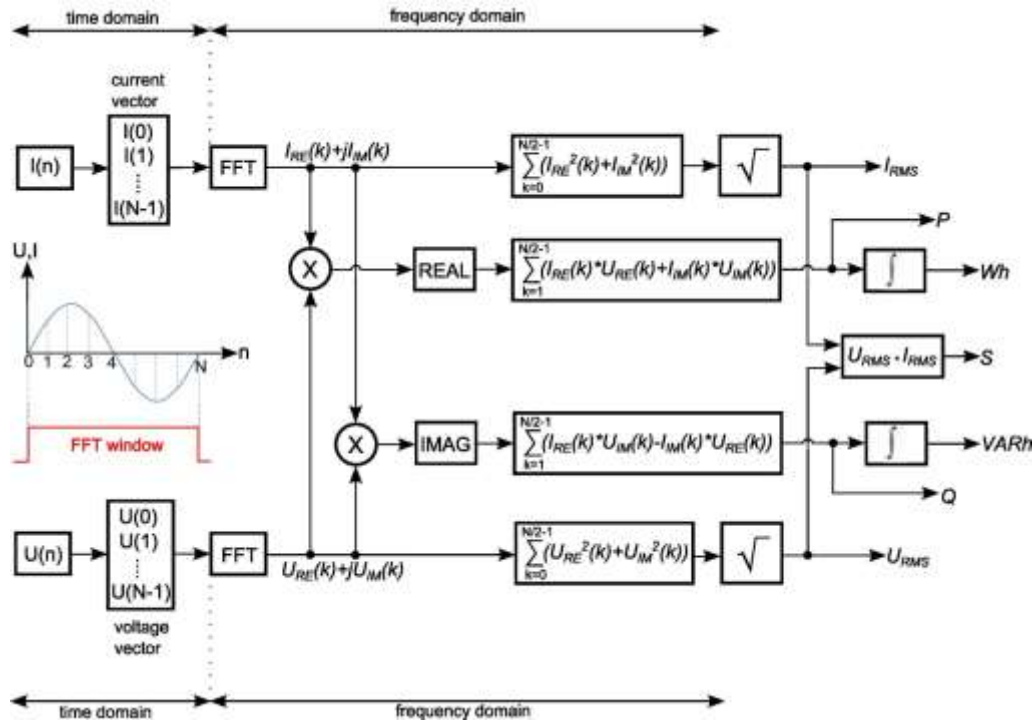 time domain
frequency domain
current
vector
I(n)
I(0)
I(1)
I(N-1)
FFT
I_RE(k)+jI_IM(k)
N/2-1
∑(I_RE²(k)+I_IM²(k))
k=0
√
I_RMS
P
X
REAL
N/2-1
∑(I_RE(k)*U_RE(k)+I_IM(k)*U_IM(k))
k=1
∫
Wh
U,I
0 1 2 3 4 N
n
U_RMS * I_RMS
S
FFT window
X
IMAG
N/2-1
∑(I_RE(k)*U_IM(k)-I_IM(k)*U_RE(k))
k=1
∫
VARh
Q
U(n)
U(0)
U(1)
U(N-1)
FFT
U_RE(k)+jU_IM(k)
N/2-1
∑(U_RE²(k)+U_IM²(k))
k=0
√
U_RMS
voltage
vector
time domain
frequency domain